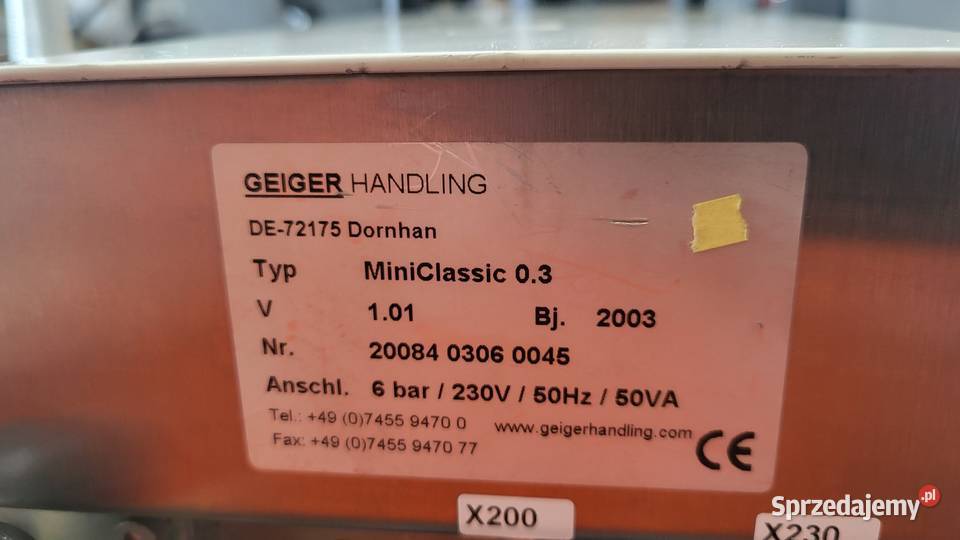 GEIGER HANDLING
DE-72175 Dornhan
Typ MiniClassic 0.3
V 1.01 Bj. 2003
Nr. 20084 0306 0045
Anschl. 6 bar / 230V / 50Hz / 50VA
Tel.: +49 (0)7455 9470 0 www.geigerhandling.com
Fax: +49 (0)7455 9470 77
CE
X200
X230
Sprzedajemy.pl